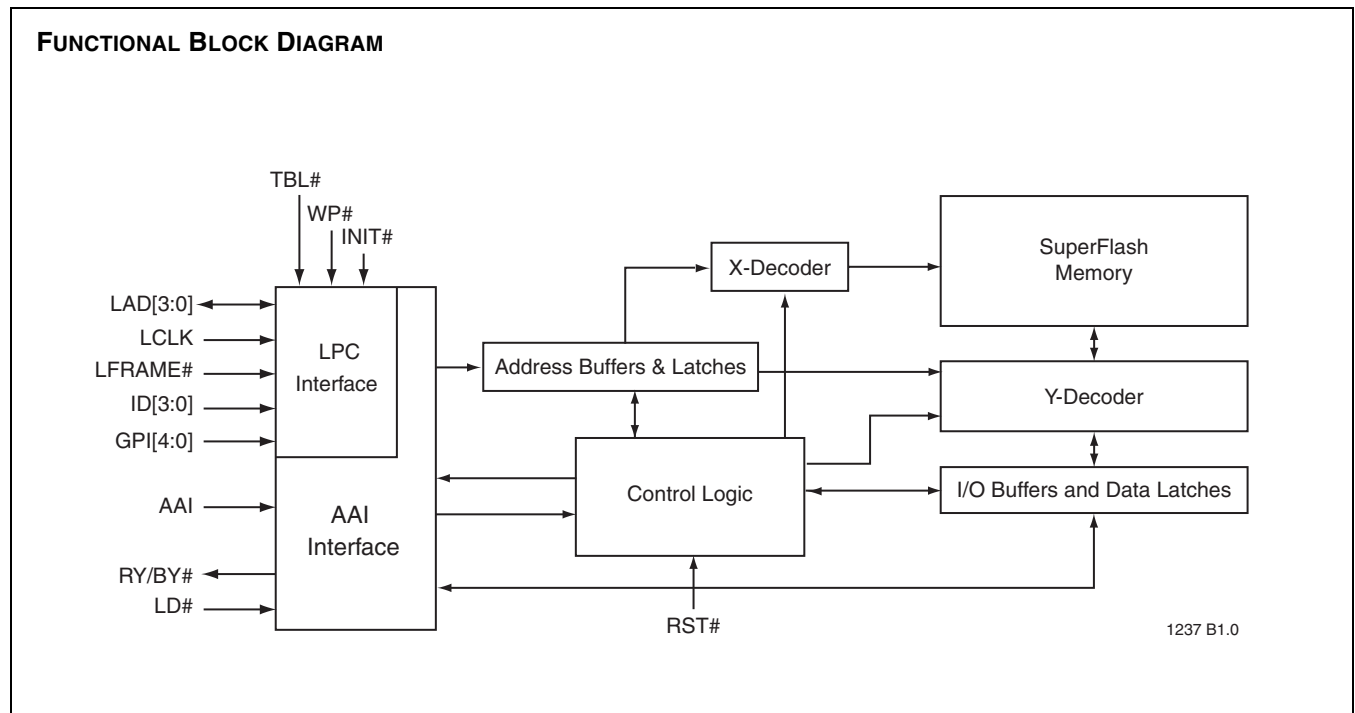 FUNCTIONAL BLOCK DIAGRAM
TBL#
WP#
INIT#
LAD[3:0]
LCLK
LFRAME#
ID[3:0]
GPI[4:0]
AAI
RY/BY#
LD#
LPC
Interface
AAI
Interface
Address Buffers & Latches
X-Decoder
Control Logic
RST#
SuperFlash
Memory
Y-Decoder
I/O Buffers and Data Latches
1237 B1.0